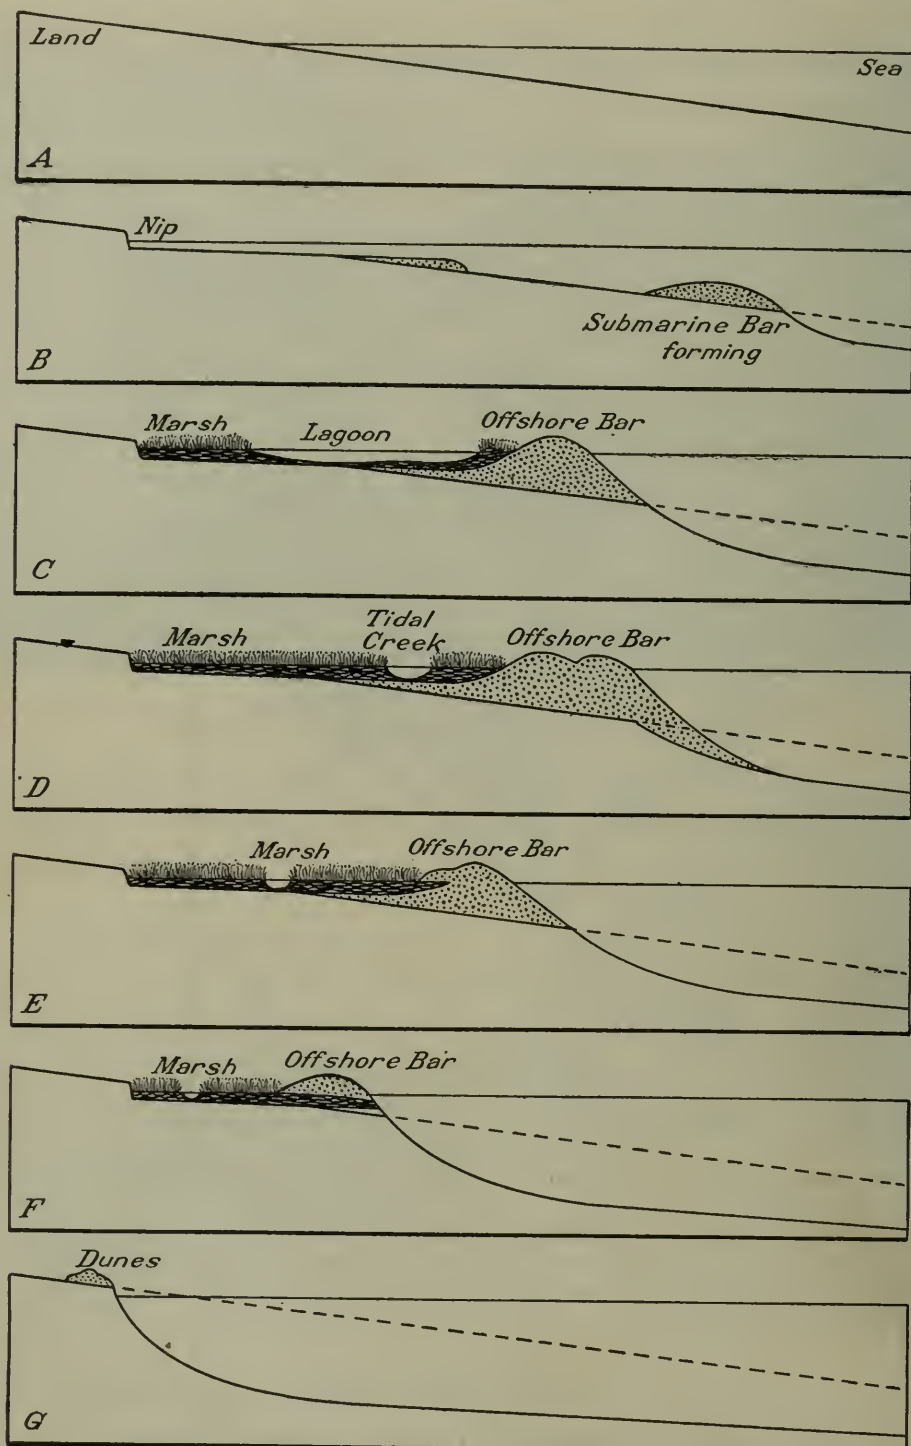 Land
Sea
A
Nip
Submarine Bar
forming
B
Marsh
Lagoon
Offshore Bar
C
Marsh
Tidal
Creek
Offshore Bar
D
Marsh
Offshore Bar
E
Marsh
Offshore Bar
F
Dunes
G